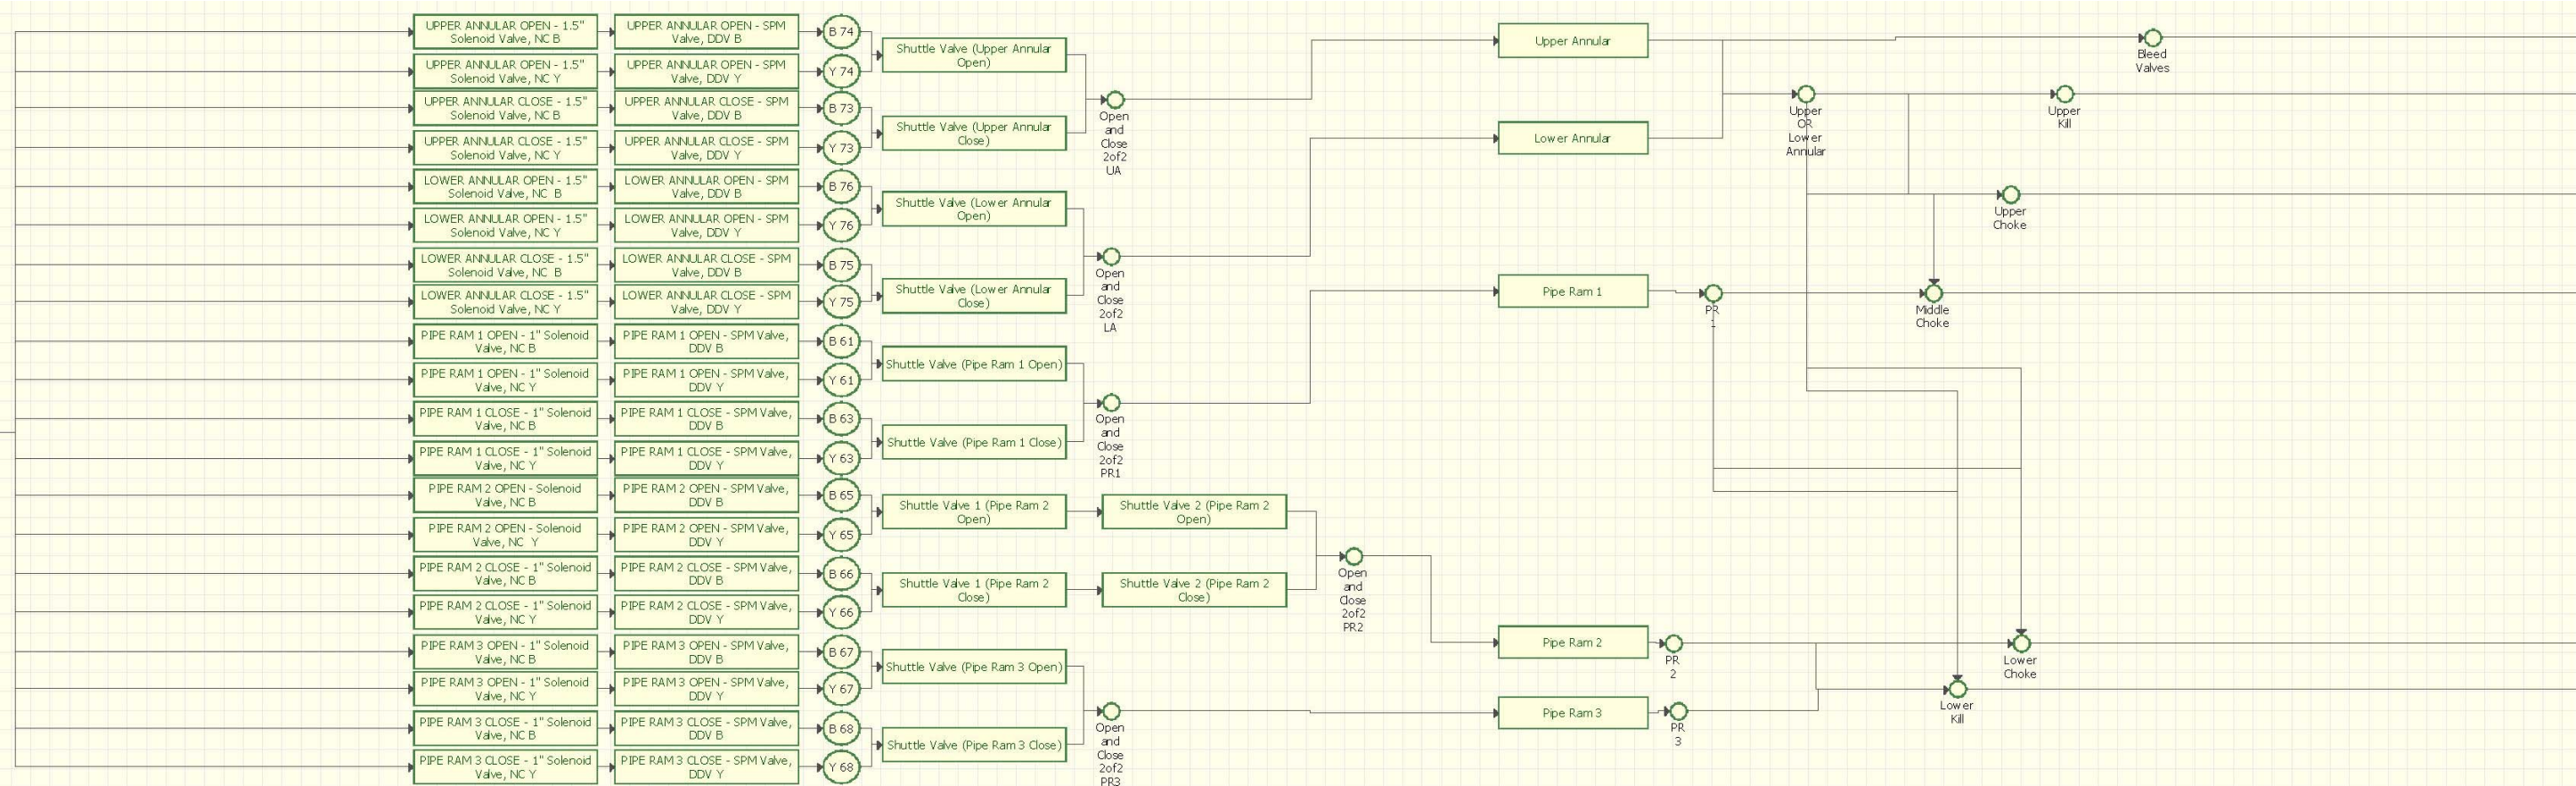 UPPER ANNULAR OPEN - 1.5"
Solenoid Valve, NC B
UPPER ANNULAR OPEN - SPM
Valve, DDV B
B 74
UPPER ANNULAR OPEN - 1.5"
Solenoid Valve, NC Y
UPPER ANNULAR OPEN - SPM
Valve, DDV Y
Y 74
Shuttle Valve (Upper Annular
Open)
UPPER ANNULAR CLOSE - 1.5"
Solenoid Valve, NC B
UPPER ANNULAR CLOSE - SPM
Valve, DDV B
B 73
UPPER ANNULAR CLOSE - 1.5"
Solenoid Valve, NC Y
UPPER ANNULAR CLOSE - SPM
Valve, DDV Y
Y 73
Shuttle Valve (Upper Annular
Close)
Open
and
Close
2of2
UA
LOWER ANNULAR OPEN - 1.5"
Solenoid Valve, NC B
LOWER ANNULAR OPEN - SPM
Valve, DDV B
B 76
LOWER ANNULAR OPEN - 1.5"
Solenoid Valve, NC Y
LOWER ANNULAR OPEN - SPM
Valve, DDV Y
Y 76
Shuttle Valve (Lower Annular
Open)
LOWER ANNULAR CLOSE - 1.5"
Solenoid Valve, NC B
LOWER ANNULAR CLOSE - SPM
Valve, DDV B
B 75
LOWER ANNULAR CLOSE - 1.5"
Solenoid Valve, NC Y
LOWER ANNULAR CLOSE - SPM
Valve, DDV Y
Y 75
Shuttle Valve (Lower Annular
Close)
Open
and
Close
2of2
LA
PIPE RAM 1 OPEN - 1" Solenoid
Valve, NC B
PIPE RAM 1 OPEN - SPM Valve,
DDV B
B 61
PIPE RAM 1 OPEN - 1" Solenoid
Valve, NC Y
PIPE RAM 1 OPEN - SPM Valve,
DDV Y
Y 61
Shuttle Valve (Pipe Ram 1 Open)
PIPE RAM 1 CLOSE - 1" Solenoid
Valve, NC B
PIPE RAM 1 CLOSE - SPM Valve,
DDV B
B 63
PIPE RAM 1 CLOSE - 1" Solenoid
Valve, NC Y
PIPE RAM 1 CLOSE - SPM Valve,
DDV Y
Y 63
Shuttle Valve (Pipe Ram 1 Close)
Open
and
Close
2of2
PR1
PIPE RAM 2 OPEN - Solenoid
Valve, NC B
PIPE RAM 2 OPEN - SPM Valve,
DDV B
B 65
PIPE RAM 2 OPEN - Solenoid
Valve, NC Y
PIPE RAM 2 OPEN - SPM Valve,
DDV Y
Y 65
Shuttle Valve 1 (Pipe Ram 2
Open)
Shuttle Valve 2 (Pipe Ram 2
Open)
PIPE RAM 2 CLOSE - 1" Solenoid
Valve, NC B
PIPE RAM 2 CLOSE - SPM Valve,
DDV B
B 66
PIPE RAM 2 CLOSE - 1" Solenoid
Valve, NC Y
PIPE RAM 2 CLOSE - SPM Valve,
DDV Y
Y 66
Shuttle Valve 1 (Pipe Ram 2
Close)
Shuttle Valve 2 (Pipe Ram 2
Close)
Open
and
Close
2of2
PR2
PIPE RAM 3 OPEN - 1" Solenoid
Valve, NC B
PIPE RAM 3 OPEN - SPM Valve,
DDV B
B 67
PIPE RAM 3 OPEN - 1" Solenoid
Valve, NC Y
PIPE RAM 3 OPEN - SPM Valve,
DDV Y
Y 67
Shuttle Valve (Pipe Ram 3 Open)
PIPE RAM 3 CLOSE - 1" Solenoid
Valve, NC B
PIPE RAM 3 CLOSE - SPM Valve,
DDV B
B 68
PIPE RAM 3 CLOSE - 1" Solenoid
Valve, NC Y
PIPE RAM 3 CLOSE - SPM Valve,
DDV Y
Y 68
Shuttle Valve (Pipe Ram 3 Close)
Open
and
Close
2of2
PR3
Upper Annular
Lower Annular
Pipe Ram 1
Pipe Ram 2
Pipe Ram 3
PR
1
PR
2
PR
3
Upper
OR
Lower
Annular
Bleed
Valves
Upper
Kill
Upper
Choke
Middle
Choke
Lower
Choke
Lower
Kill